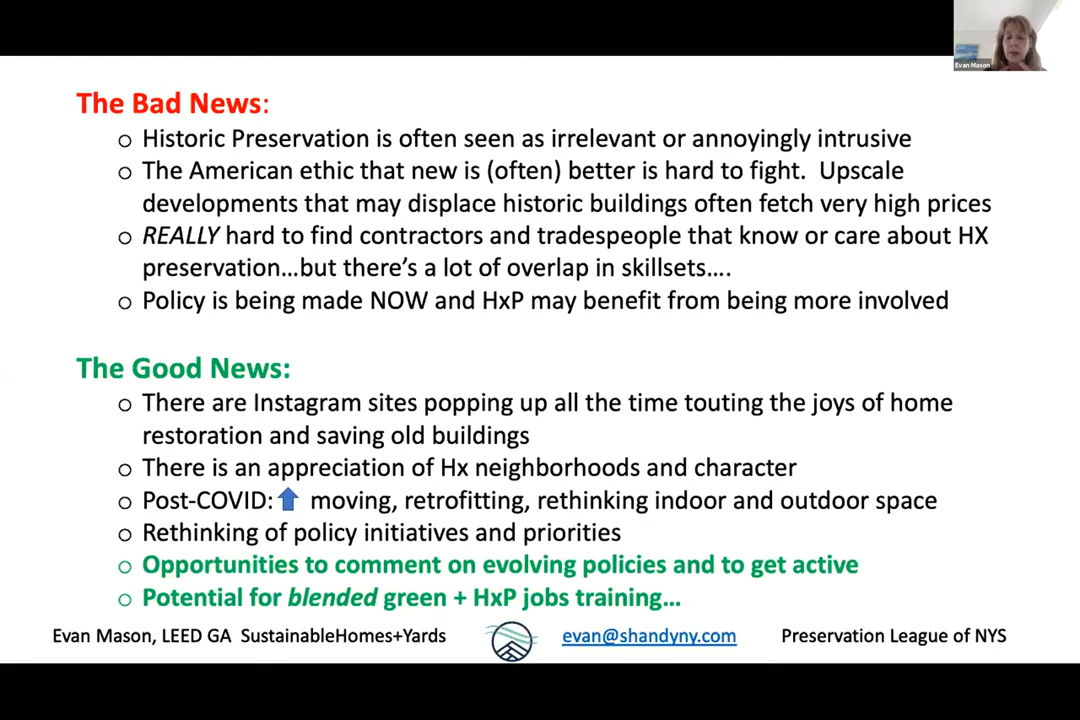 Evan Mason
The Bad News:
o Historic Preservation is often seen as irrelevant or annoyingly intrusive
o The American ethic that new is (often) better is hard to fight. Upscale
developments that may displace historic buildings often fetch very high prices
o REALLY hard to find contractors and tradespeople that know or care about HX
preservation…but there's a lot of overlap in skillsets….
o Policy is being made NOW and HxP may benefit from being more involved
The Good News:
o There are Instagram sites popping up all the time touting the joys of home
restoration and saving old buildings
o There is an appreciation of Hx neighborhoods and character
o Post-COVID: moving, retrofitting, rethinking indoor and outdoor space
o Rethinking of policy initiatives and priorities
o Opportunities to comment on evolving policies and to get active
o Potential for blended green + HxP jobs training…
Evan Mason, LEED GA SustainableHomes+Yards evan@shandyny.com Preservation League of NYS